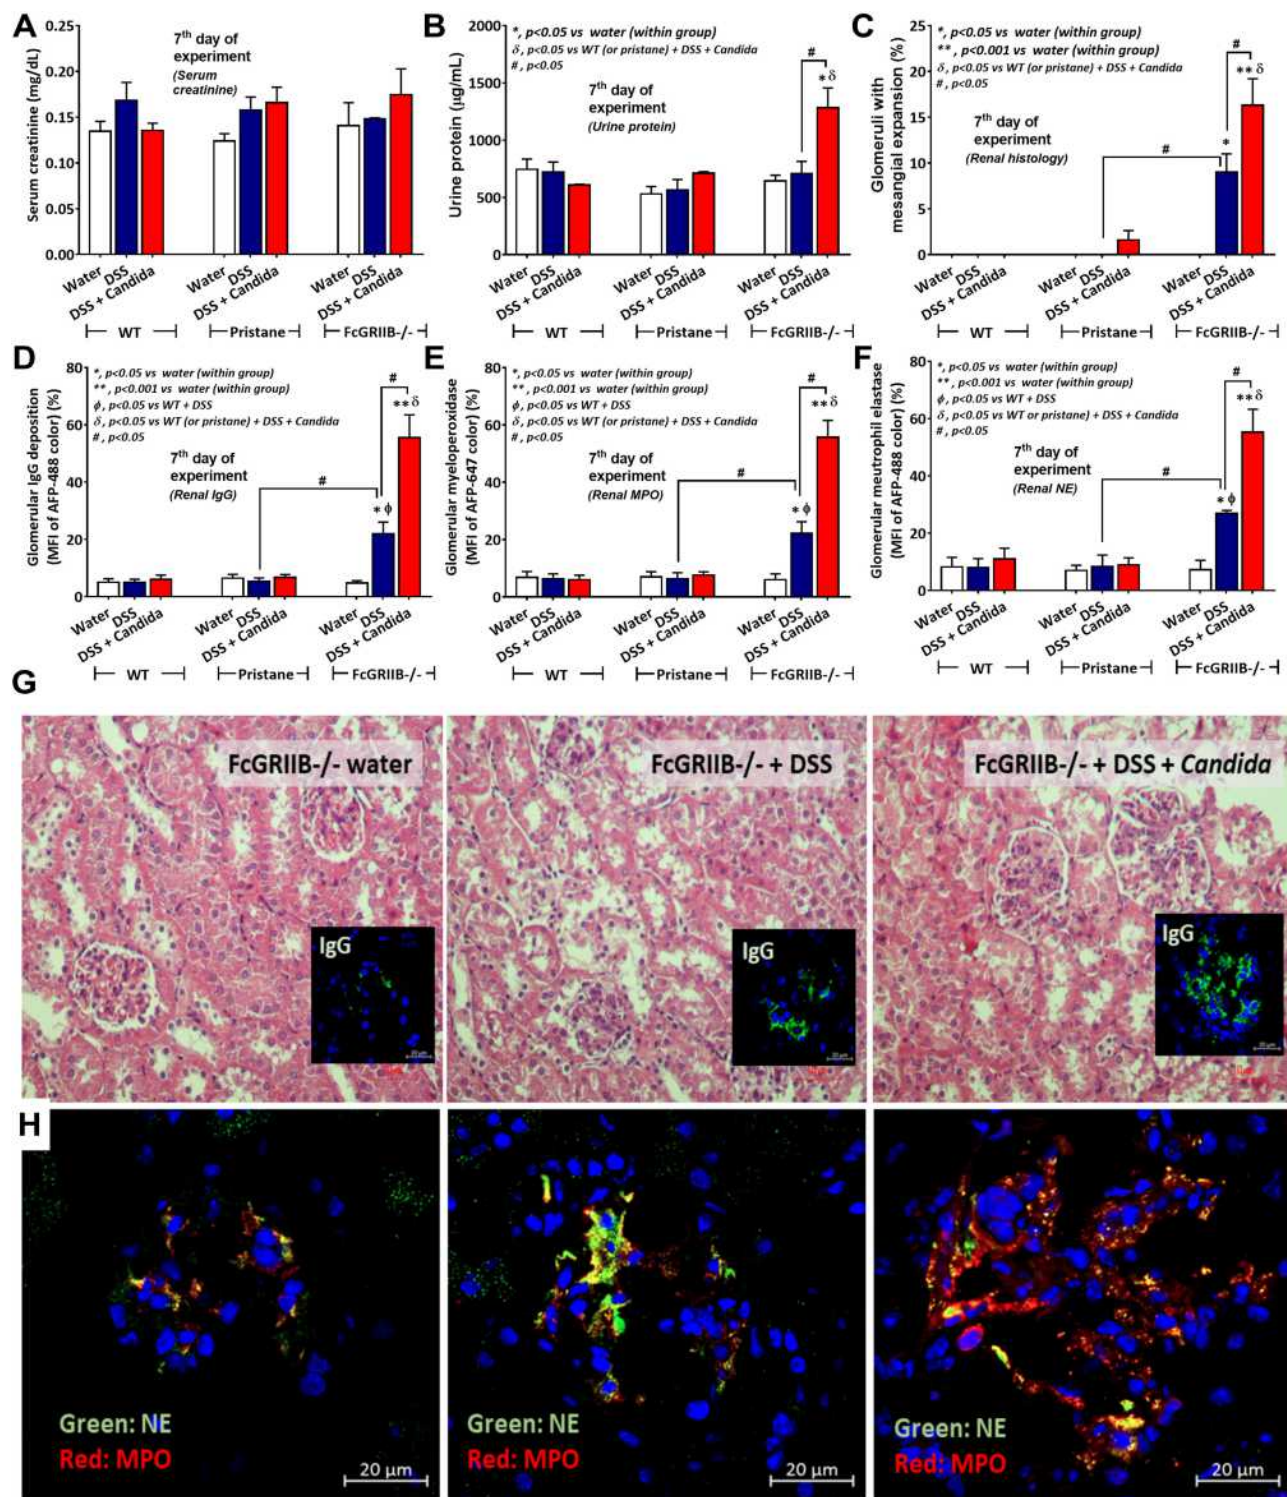 A
0.25
0.20
0.15
0.10
0.05
0.00
Serum creatinine (mg/dL)
7th day of
experiment
(Serum
creatinine)
Water
DSS
DSS + Candida
Water
DSS
DSS + Candida
Water
DSS
DSS + Candida
WT
Pristane
FcGRIIB-/-
B
2000
1500
1000
500
0
Urine protein (µg/mL)
*, p<0.05 vs water (within group)
δ, p<0.05 vs WT (or pristane) + DSS + Candida
#, p<0.05
7th day of
experiment
(Urine protein)
#
* δ
Water
DSS
DSS + Candida
Water
DSS
DSS + Candida
Water
DSS
DSS + Candida
WT
Pristane
FcGRIIB-/-
C
25
20
15
10
5
0
Glomeruli with
mesangial expansion (%)
*, p<0.05 vs water (within group)
**, p<0.001 vs water (within group)
δ, p<0.05 vs WT (or pristane) + DSS + Candida
#, p<0.05
7th day of
experiment
(Renal histology)
#
** δ
#
*
Water
DSS
DSS + Candida
Water
DSS
DSS + Candida
Water
DSS
DSS + Candida
WT
Pristane
FcGRIIB-/-
D
80
60
40
20
0
Glomerular IgG deposition
(MFI of AFP-488 color) (%)
*, p<0.05 vs water (within group)
**, p<0.001 vs water (within group)
ϕ, p<0.05 vs WT + DSS
δ, p<0.05 vs WT (or pristane) + DSS + Candida
#, p<0.05
7th day of
experiment
(Renal IgG)
#
** δ
#
* ϕ
Water
DSS
DSS + Candida
Water
DSS
DSS + Candida
Water
DSS
DSS + Candida
WT
Pristane
FcGRIIB-/-
E
80
60
40
20
0
Glomerular myeloperoxidase
(MFI of AFP-647 color) (%)
*, p<0.05 vs water (within group)
**, p<0.001 vs water (within group)
ϕ, p<0.05 vs WT + DSS
δ, p<0.05 vs WT (or pristane) + DSS + Candida
#, p<0.05
7th day of
experiment
(Renal MPO)
#
** δ
#
* ϕ
Water
DSS
DSS + Candida
Water
DSS
DSS + Candida
Water
DSS
DSS + Candida
WT
Pristane
FcGRIIB-/-
F
80
60
40
20
0
Glomerular meutrophil elastase
(MFI of AFP-488 color) (%)
*, p<0.05 vs water (within group)
**, p<0.001 vs water (within group)
ϕ, p<0.05 vs WT + DSS
δ, p<0.05 vs WT or pristane) + DSS + Candida
#, p<0.05
7th day of
experiment
(Renal NE)
#
** δ
#
* ϕ
Water
DSS
DSS + Candida
Water
DSS
DSS + Candida
Water
DSS
DSS + Candida
WT
Pristane
FcGRIIB-/-
G
FcGRIIB-/- water
IgG
20 µm
FcGRIIB-/- + DSS
IgG
20 µm
FcGRIIB-/- + DSS + Candida
IgG
20 µm
H
Green: NE
Red: MPO
20 µm
Green: NE
Red: MPO
20 µm
Green: NE
Red: MPO
20 µm